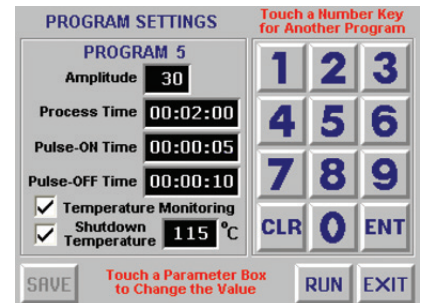 PROGRAM SETTINGS
Touch a Number Key
for Another Program
PROGRAM 5
Amplitude 30
Process Time 00:02:00
Pulse-ON Time 00:00:05
Pulse-OFF Time 00:00:10
Temperature Monitoring
Shutdown
Temperature 115 °C
1 2 3
4 5 6
7 8 9
CLR 0 ENT
SAVE
Touch a Parameter Box
to Change the Value
RUN EXIT